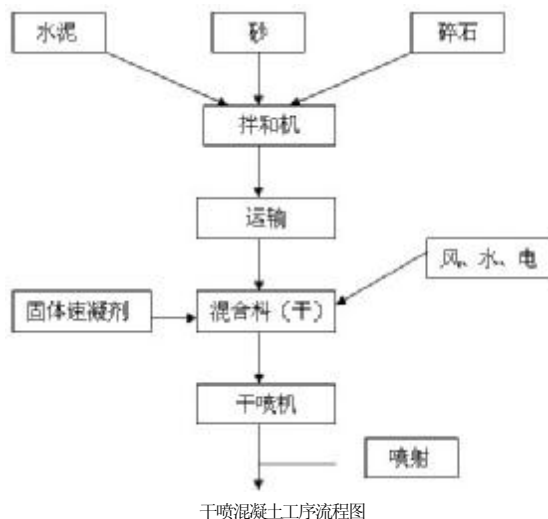 水泥
砂
碎石
拌和机
运输
风、水、电
固体速凝剂
混合料（干）
干喷机
喷射
干喷混凝土工序流程图